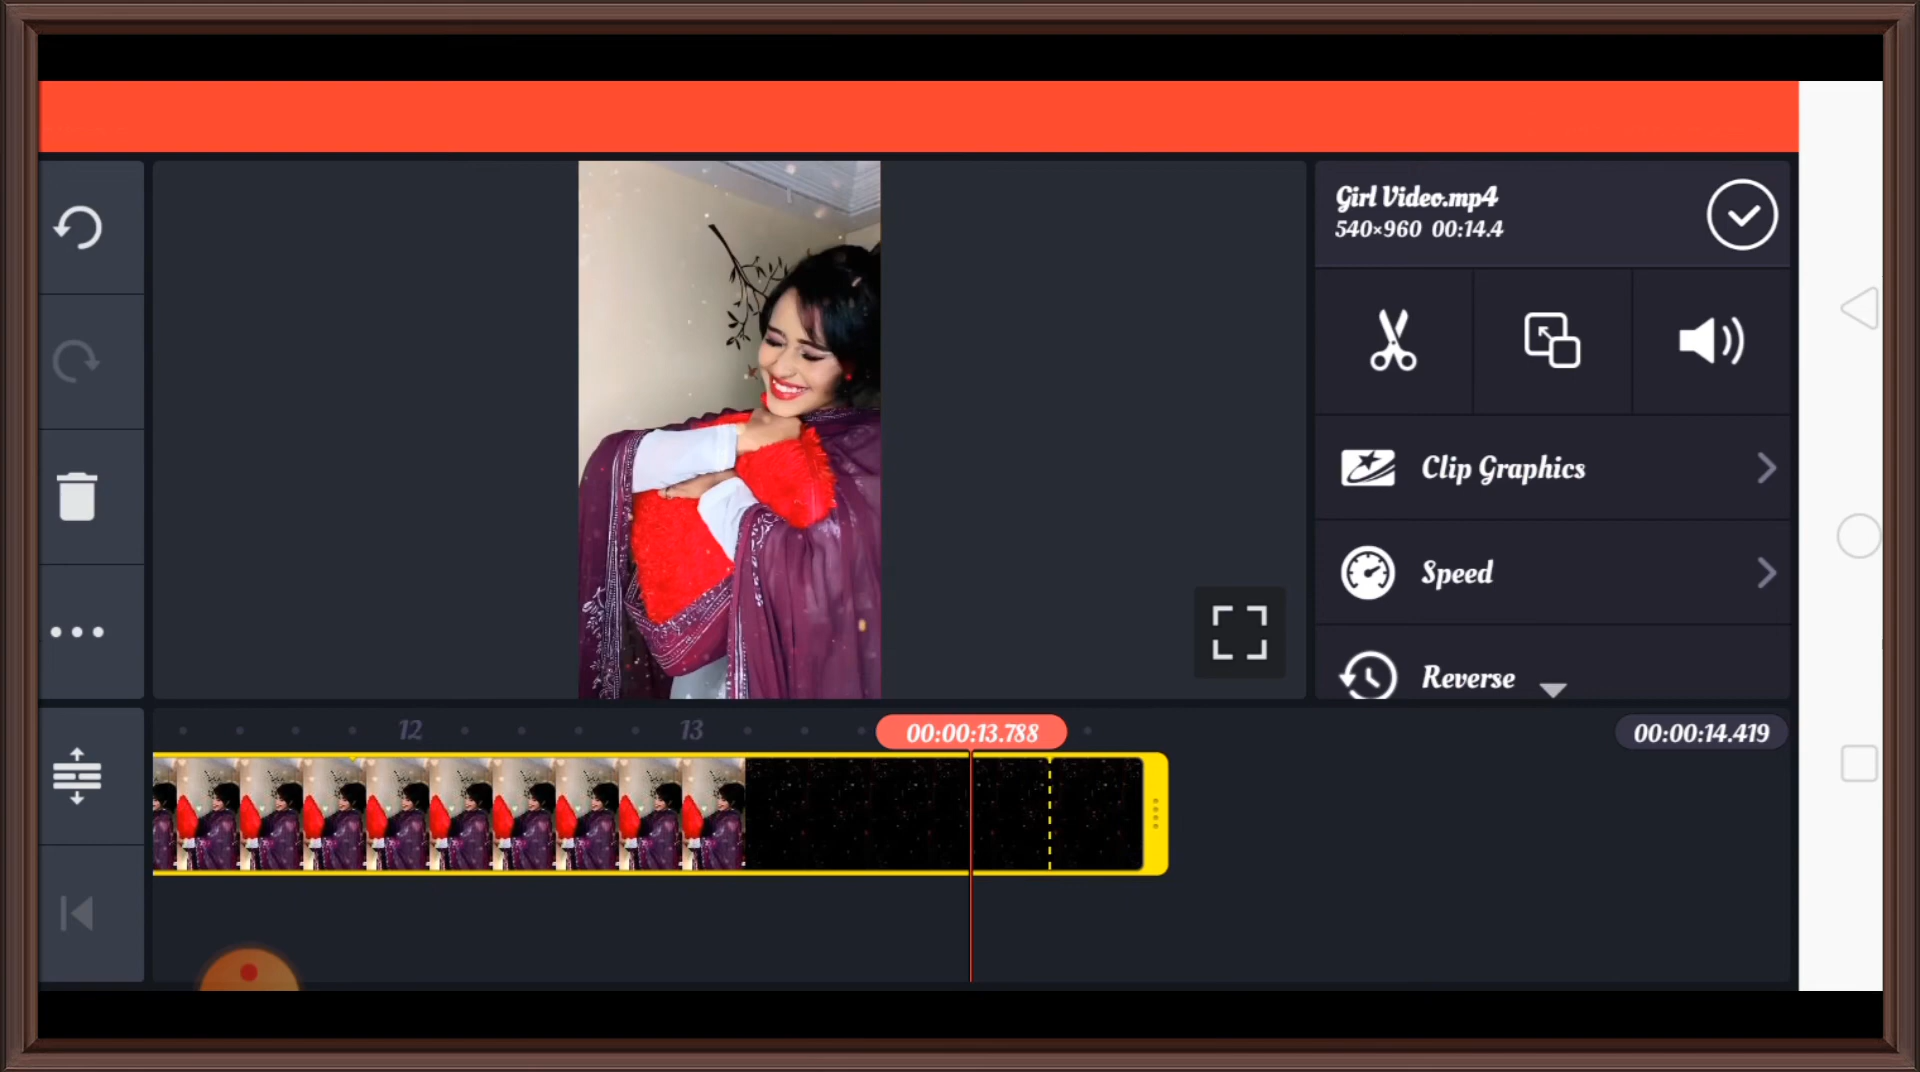 Girl Video.mp4
540×960 00:14.4
Clip Graphics
Speed
Reverse
12
13
00:00:13.788
00:00:14.419